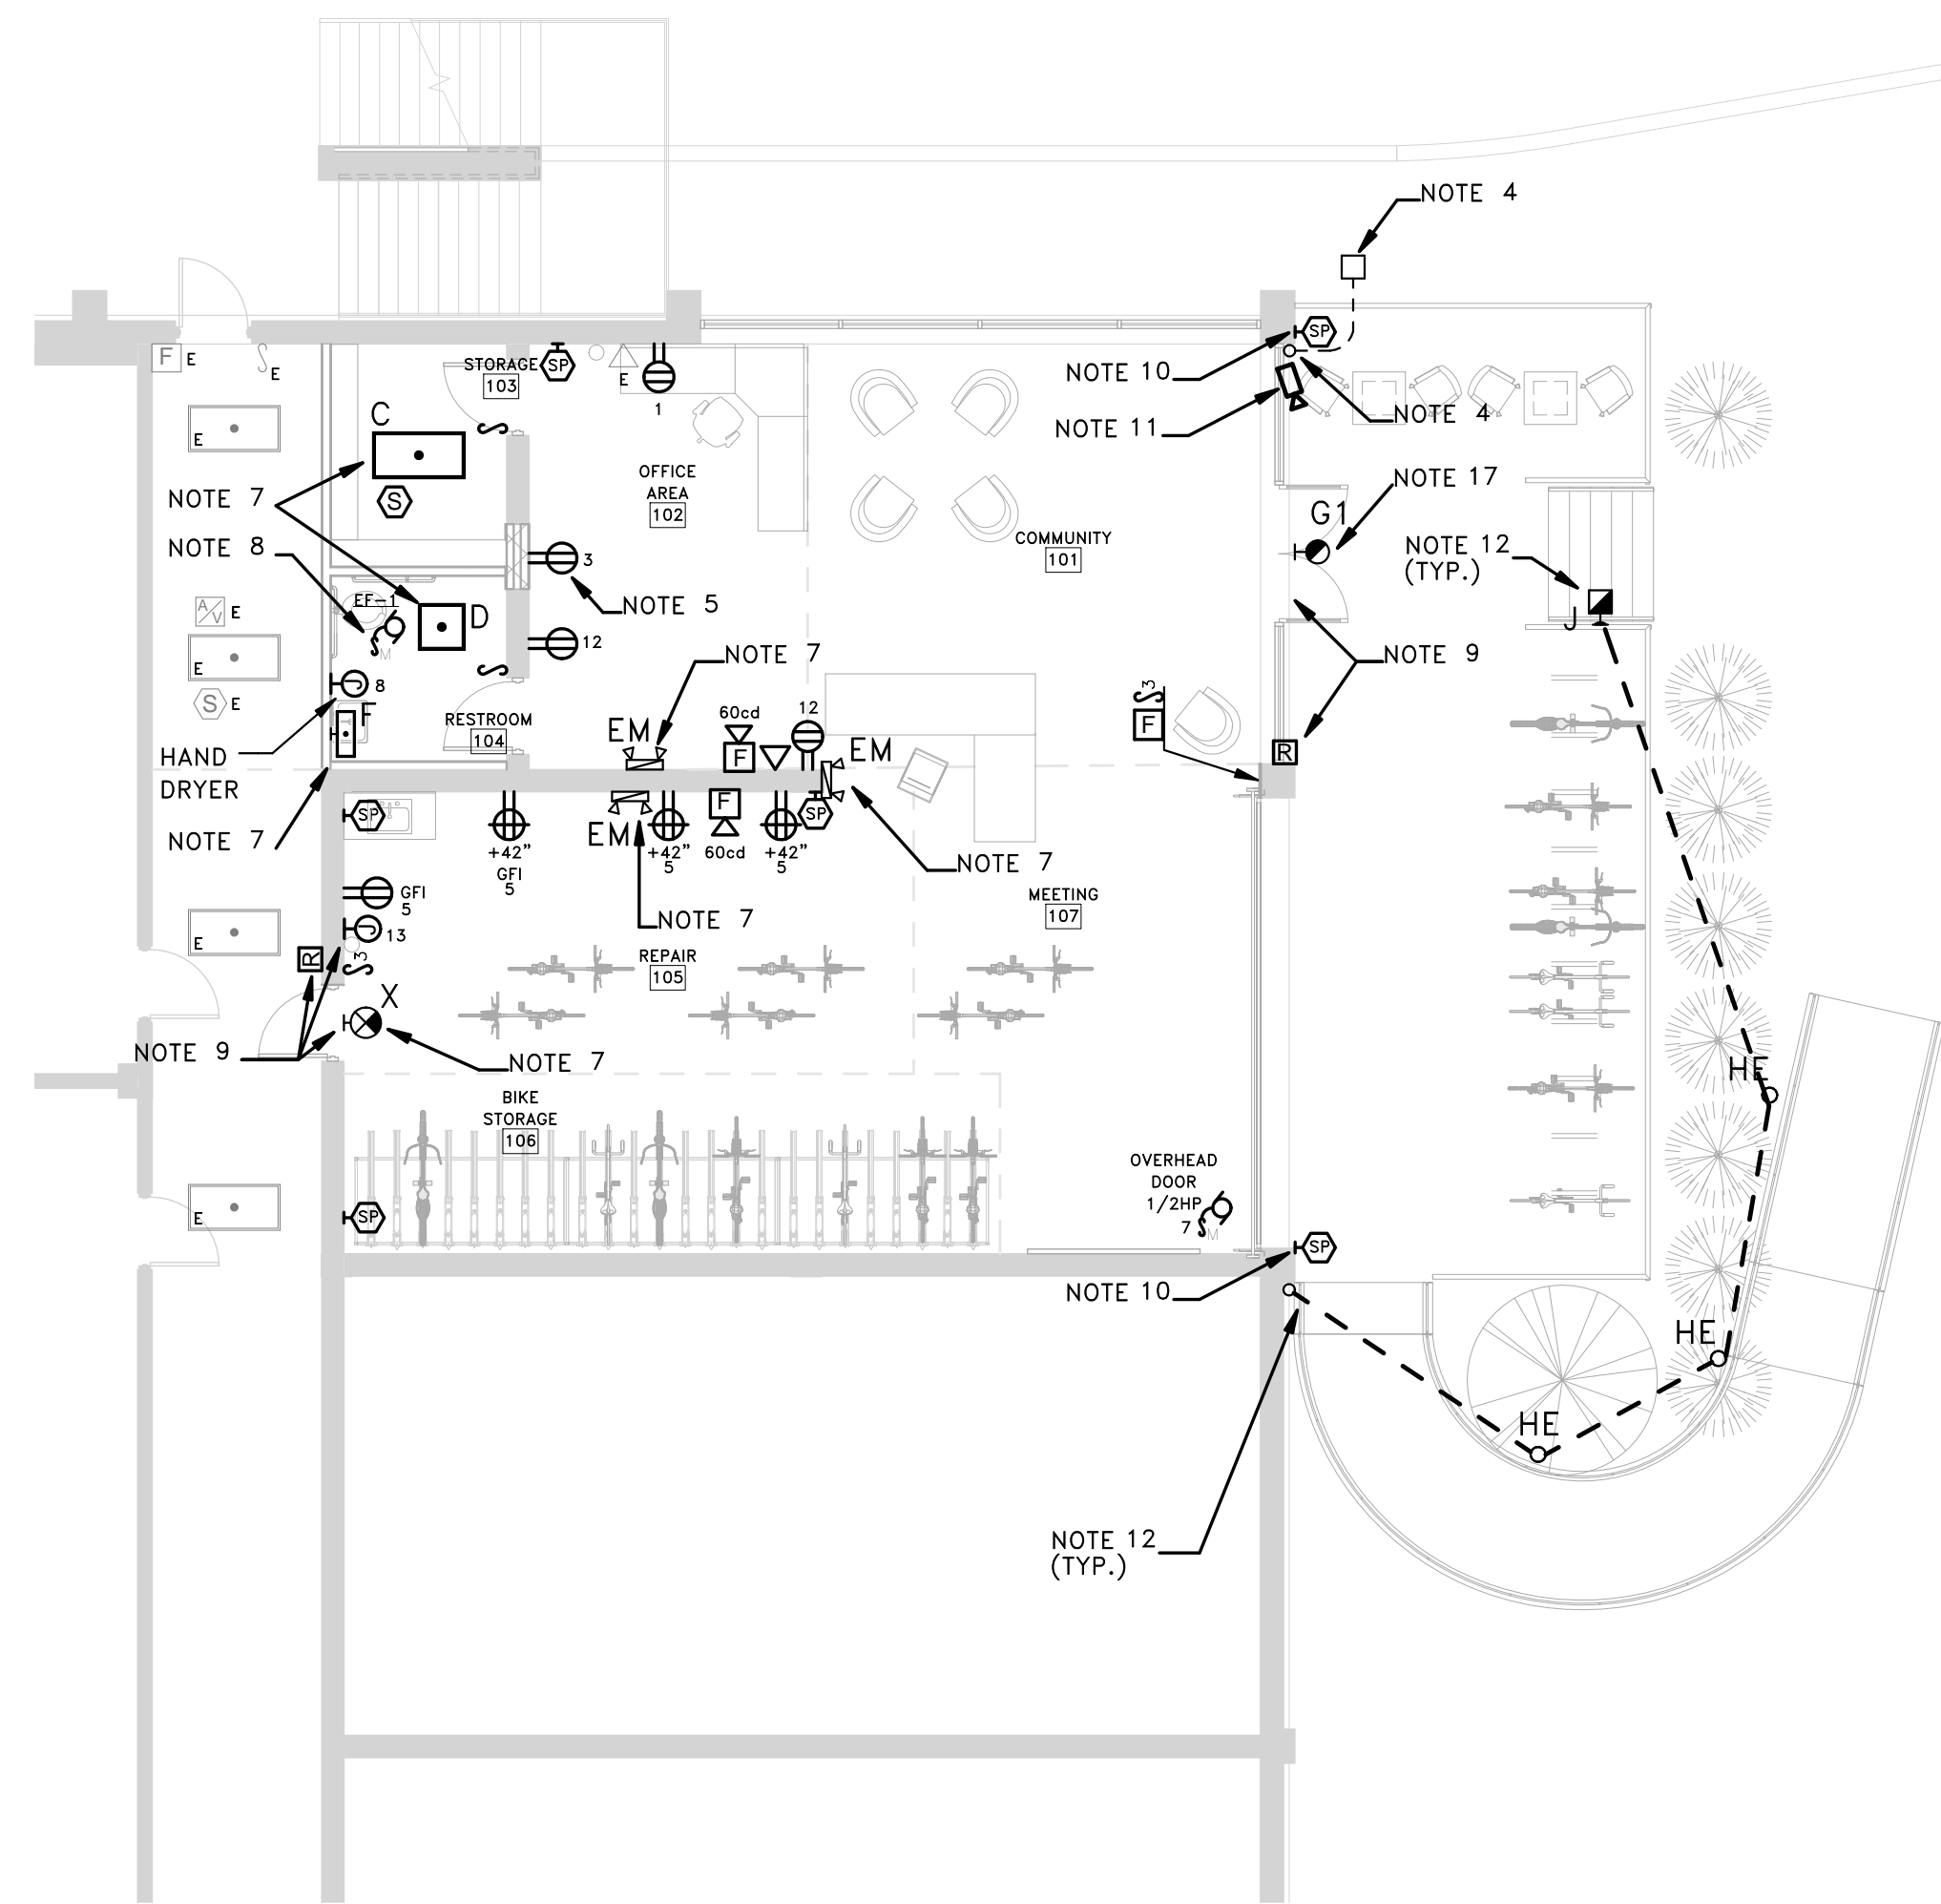 NOTE 4
F E
E
STORAGE
103
SP
E
1
SP
NOTE 10
NOTE 4
NOTE 11
C
E
OFFICE
AREA
102
NOTE 7
S
NOTE 17
G1
COMMUNITY
101
NOTE 8
3
NOTE 12
(TYP.)
NOTE 5
A/V E
EF-1
D
J
M
12
E
NOTE 7
NOTE 9
S E
J 8
F
RESTROOM
104
3
F
60cd
F
12
EM
EM
R
HAND
DRYER
NOTE 7
SP
+42"
GFI
5
EM
+42"
5
F
60cd
+42"
5
SP
NOTE 7
GFI
5
MEETING
107
J 13
NOTE 7
E
R
3
REPAIR
105
X
NOTE 9
NOTE 7
HE
BIKE
STORAGE
106
OVERHEAD
DOOR
1/2HP
7
M
E
SP
SP
NOTE 10
HE
HE
NOTE 12
(TYP.)